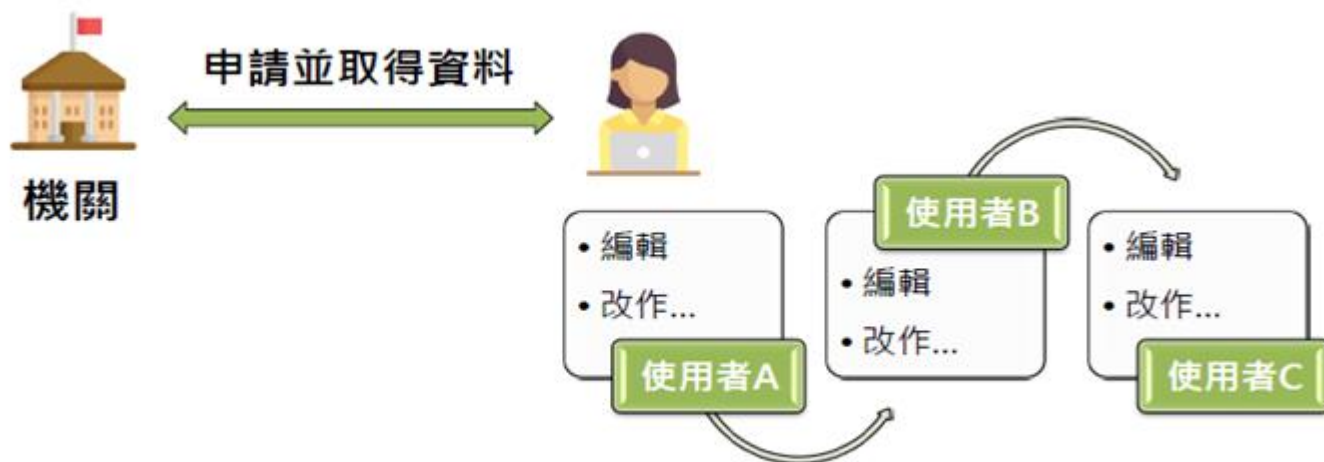 申請並取得資料
機關
• 編輯
• 改作...
使用者A
使用者B
• 編輯
• 改作...
• 編輯
• 改作...
使用者C